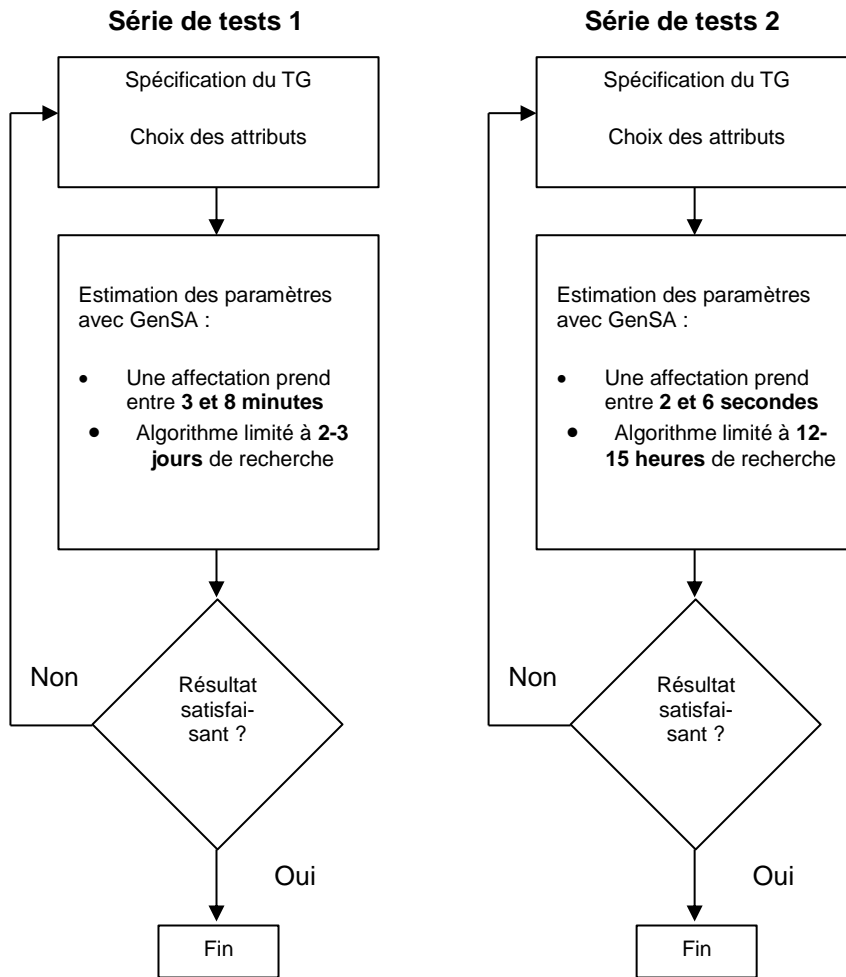 Série de tests 1
Spécification du TG
Choix des attributs
Estimation des paramètres
avec GenSA :
• Une affectation prend
entre 3 et 8 minutes
• Algorithme limité à 2-3
jours de recherche
Non
Résultat
satisfai-
sant ?
Oui
Fin
Série de tests 2
Spécification du TG
Choix des attributs
Estimation des paramètres
avec GenSA :
• Une affectation prend
entre 2 et 6 secondes
• Algorithme limité à 12-
15 heures de recherche
Non
Résultat
satisfai-
sant ?
Oui
Fin